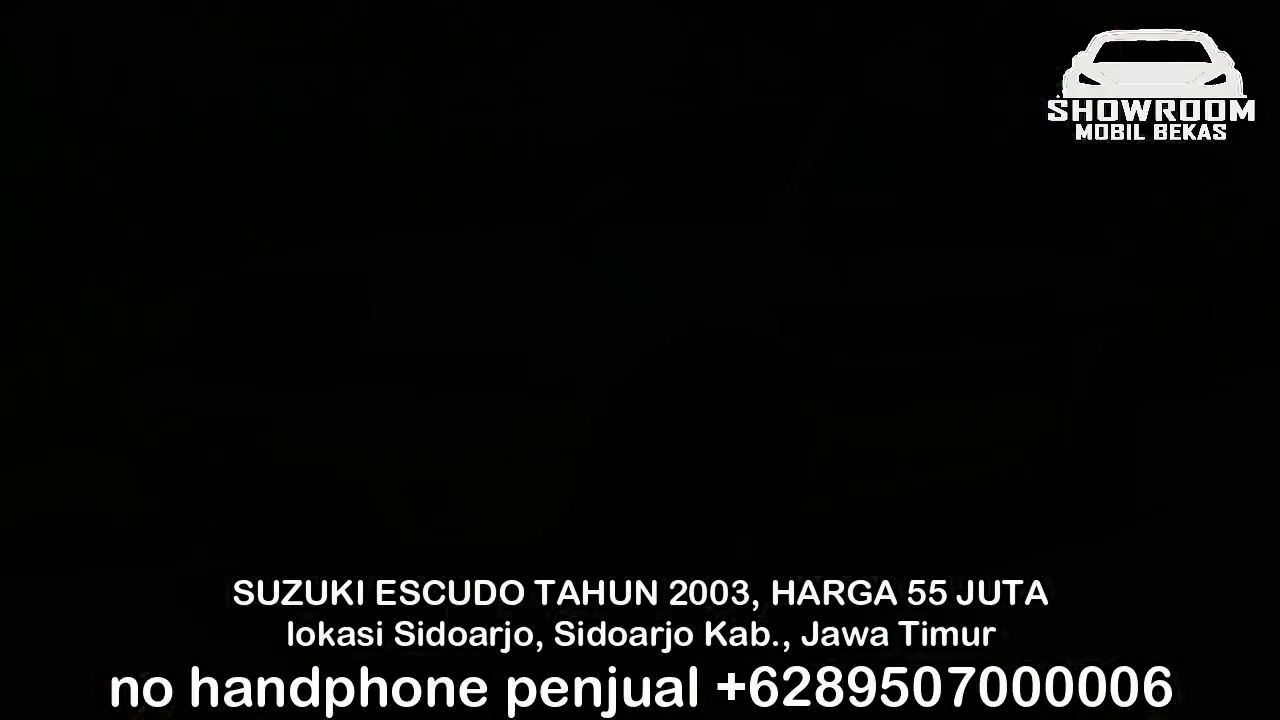 SHOWROOM
MOBIL BEKAS
SUZUKI ESCUDO TAHUN 2003, HARGA 55 JUTA
lokasi Sidoarjo, Sidoarjo Kab., Jawa Timur
no handphone penjual +6289507000006